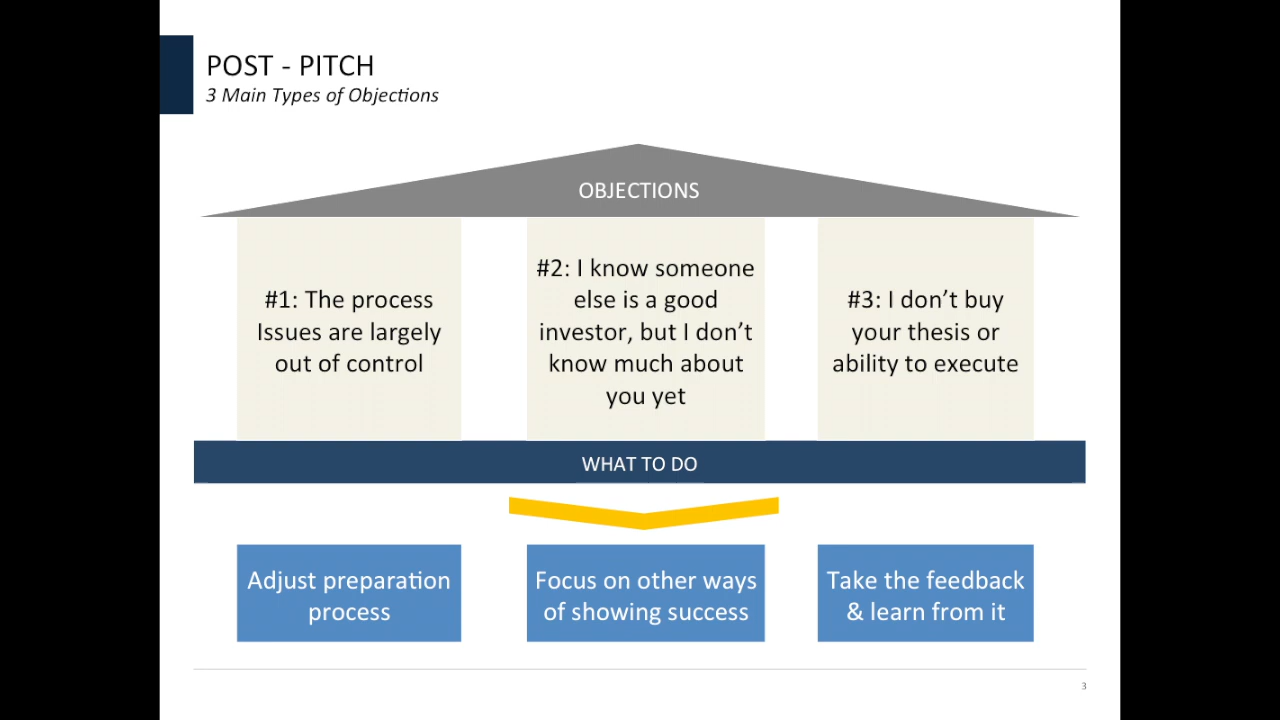 POST - PITCH
3 Main Types of Objections
OBJECTIONS
#1: The process
Issues are largely
out of control
#2: I know someone
else is a good
investor, but I don’t
know much about
you yet
#3: I don’t buy
your thesis or
ability to execute
WHAT TO DO
Adjust preparation
process
Focus on other ways
of showing success
Take the feedback
& learn from it
3